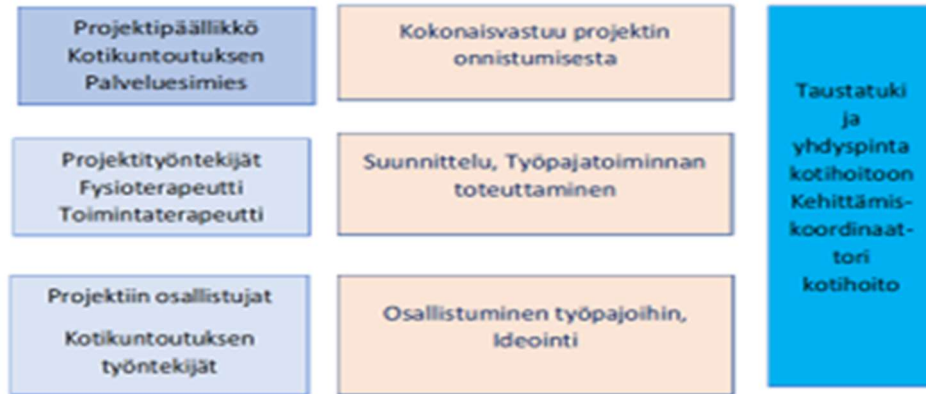 Projektipäällikkö
Kotikuntoutuksen
Palveluesimies
Kokonaisvastuu projektin
onnistumisesta
Projektityöntekijät
Fysioterapeutti
Toimintaterapeutti
Suunnittelu, Työpajatoiminnan
toteuttaminen
Projektiin osallistujat
Kotikuntoutuksen
työntekijät
Osallistuminen työpajoihin,
Ideointi
Taustatuki
ja
yhdyspinta
kotihoitoon
Kehittämis-
koordinaat-
tori
kotihoito